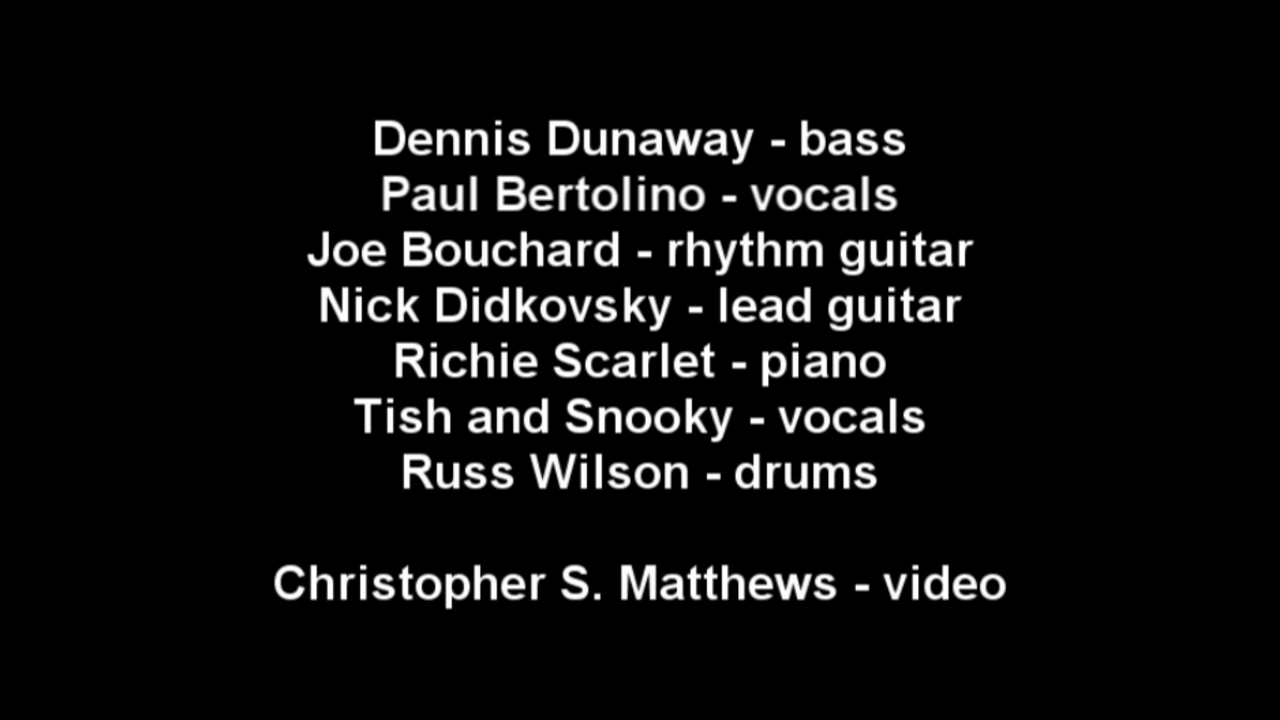 Dennis Dunaway - bass
Paul Bertolino - vocals
Joe Bouchard - rhythm guitar
Nick Didkovsky - lead guitar
Richie Scarlet - piano
Tish and Snooky - vocals
Russ Wilson - drums
Christopher S. Matthews - video